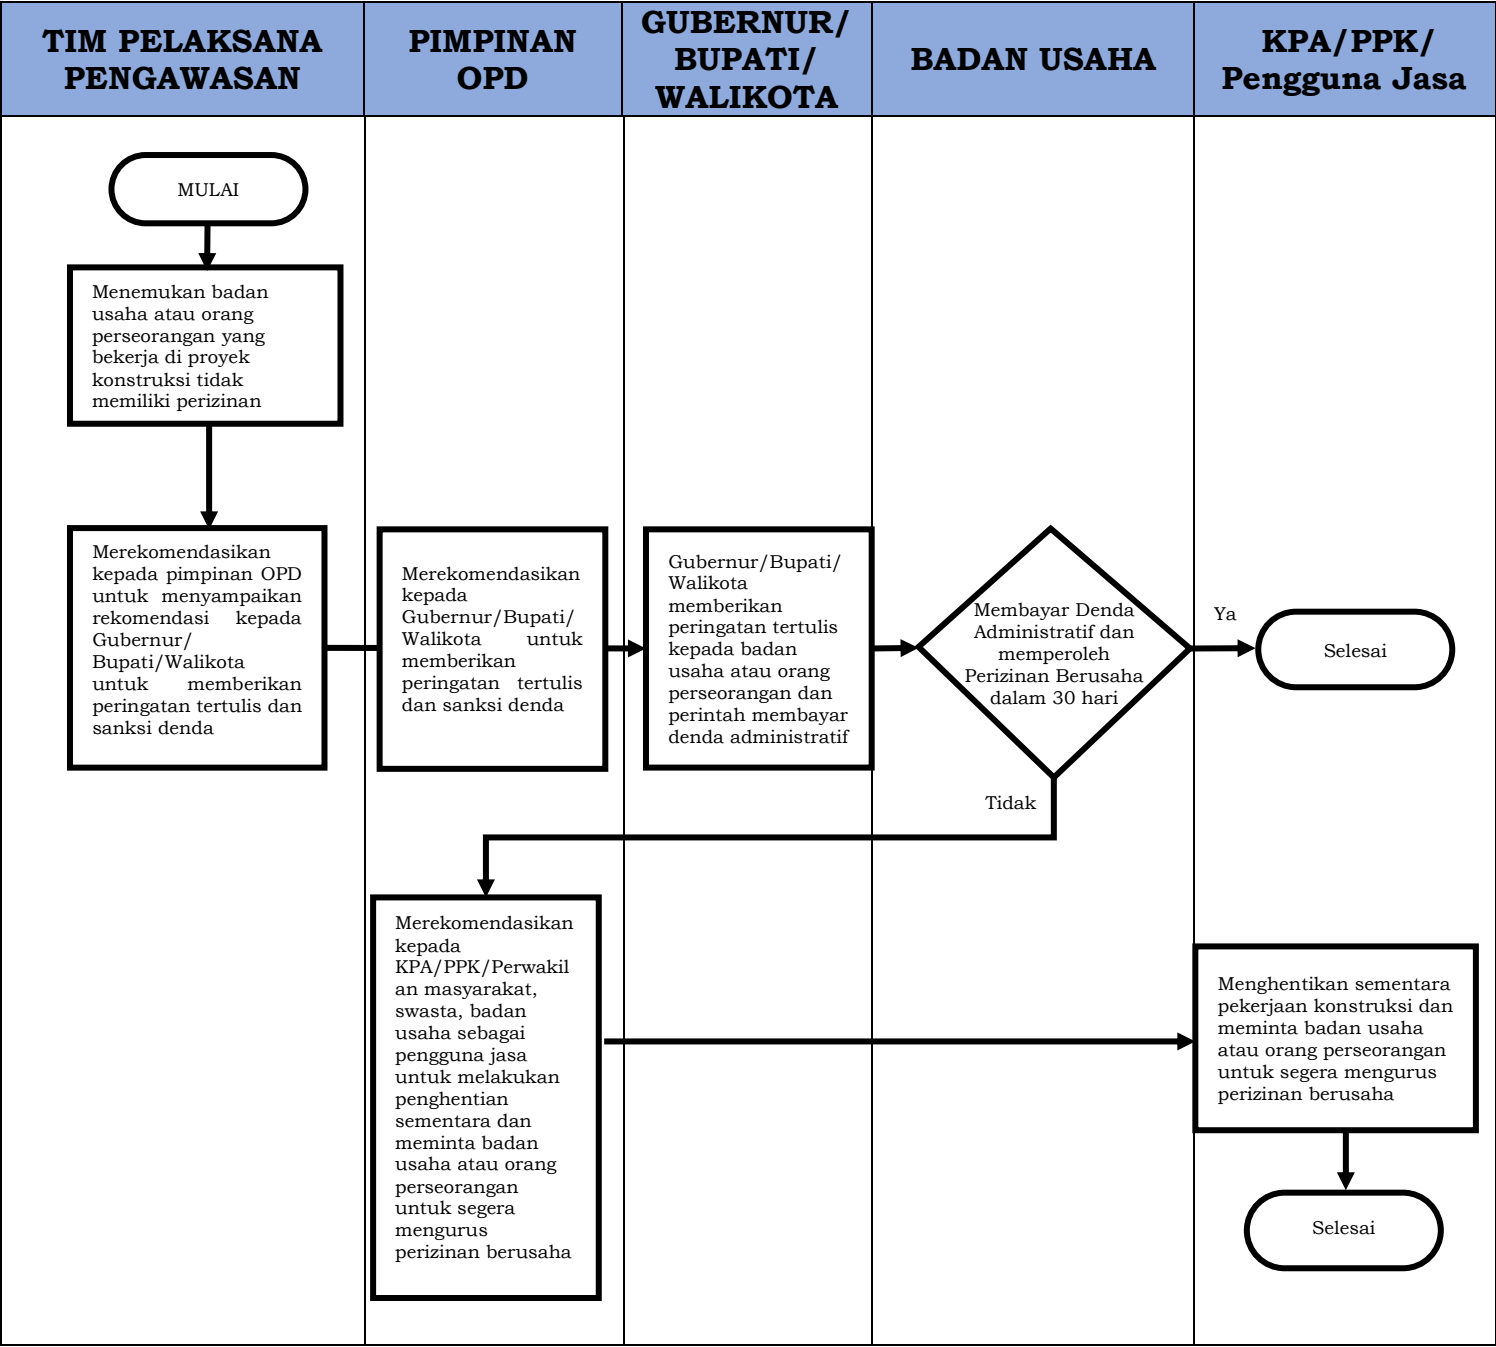 TIM PELAKSANA
PENGAWASAN
PIMPINAN
OPD
GUBERNUR/
BUPATI/
WALIKOTA
BADAN USAHA
KPA/PPK/
Pengguna Jasa
MULAI
Menemukan badan
usaha atau orang
perseorangan yang
bekerja di proyek
konstruksi tidak
memiliki perizinan
Merekomendasikan
kepada pimpinan OPD
untuk menyampaikan
rekomendasi kepada
Gubernur/
Bupati/Walikota
untuk memberikan
peringatan tertulis dan
sanksi denda
Merekomendasikan
kepada
Gubernur/Bupati/
Walikota untuk
memberikan
peringatan tertulis
dan sanksi denda
Gubernur/Bupati/
Walikota
memberikan
peringatan tertulis
kepada badan
usaha atau orang
perseorangan dan
perintah membayar
denda administratif
Membayar Denda
Administratif dan
memperoleh
Perizinan Berusaha
dalam 30 hari
Ya
Selesai
Tidak
Merekomendasikan
kepada
KPA/PPK/Perwakil
an masyarakat,
swasta, badan
usaha sebagai
pengguna jasa
untuk melakukan
penghentian
sementara dan
meminta badan
usaha atau orang
perseorangan
untuk segera
mengurus
perizinan berusaha
Menghentikan sementara
pekerjaan konstruksi dan
meminta badan usaha
atau orang perseorangan
untuk segera mengurus
perizinan berusaha
Selesai